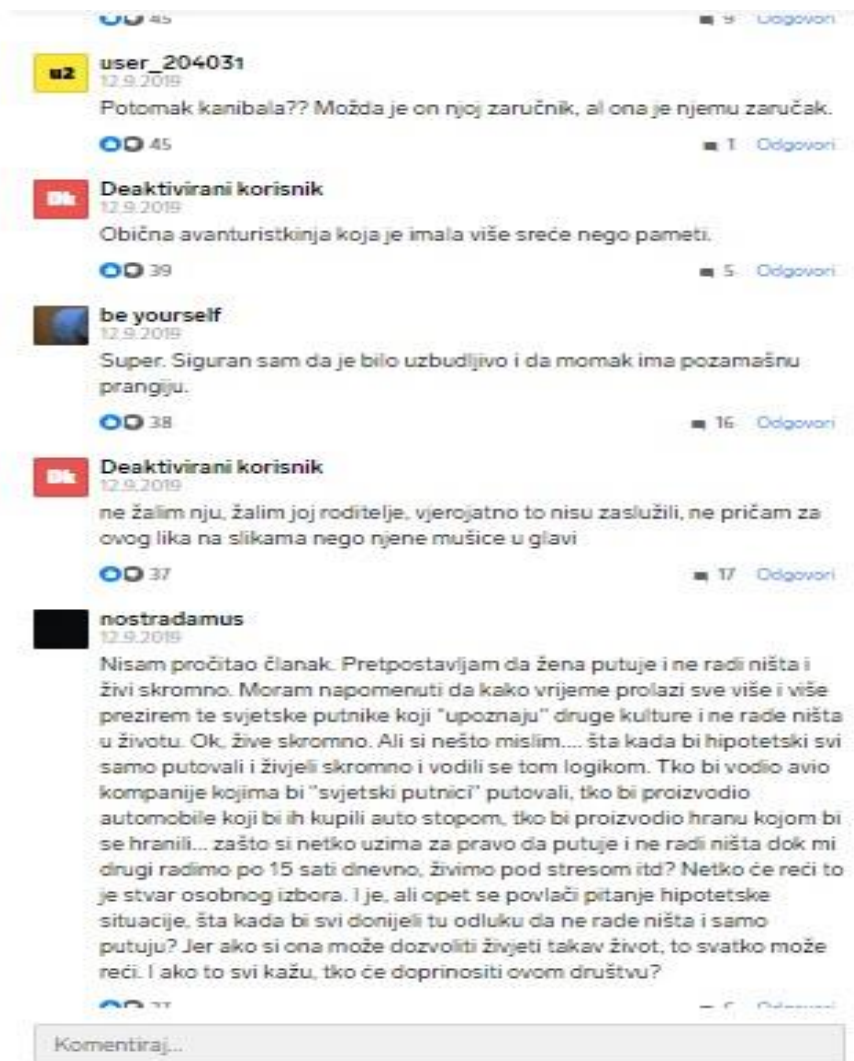 45 9 Odgovori
u2 user_204031
12.9.2019
Potomak kanibala?? Možda je on njoj zaručnik, al ona je njemu zaručak.
45 1 Odgovori
Dk Deaktivirani korisnik
12.9.2019
Obična avanturistkinja koja je imala više sreće nego pameti.
39 5 Odgovori
be yourself
12.9.2019
Super. Siguran sam da je bilo uzbudljivo i da momak ima pozamašnu
prangiju.
38 16 Odgovori
Dk Deaktivirani korisnik
12.9.2019
ne žalim nju, žalim joj roditelje, vjerojatno to nisu zaslužili, ne pričam za
ovog lika na slikama nego njene mušice u glavi
37 17 Odgovori
nostradamus
12.9.2019
Nisam pročitao članak. Pretpostavljam da žena putuje i ne radi ništa i
živi skromno. Moram napomenuti da kako vrijeme prolazi sve više i više
prezirem te svjetske putnike koji "upoznaju" druge kulture i ne rade ništa
u životu. Ok, žive skromno. Ali si nešto mislim.... šta kada bi hipotetski svi
samo putovali i živjeli skromno i vodili se tom logikom. Tko bi vodio avio
kompanije kojima bi "svjetski putnici" putovali, tko bi proizvodio
automobile koji bi ih kupili auto stopom, tko bi proizvodio hranu kojom bi
se hranili... zašto si netko uzima za pravo da putuje i ne radi ništa dok mi
drugi radimo po 15 sati dnevno, živimo pod stresom itd? Netko će reći to
je stvar osobnog izbora. I je, ali opet se povlači pitanje hipotetske
situacije, šta kada bi svi donijeli tu odluku da ne rade ništa i samo
putuju? Jer ako si ona može dozvoliti živjeti takav život, to svatko može
reći. I ako to svi kažu, tko će doprinositi ovom društvu?
Komentiraj...